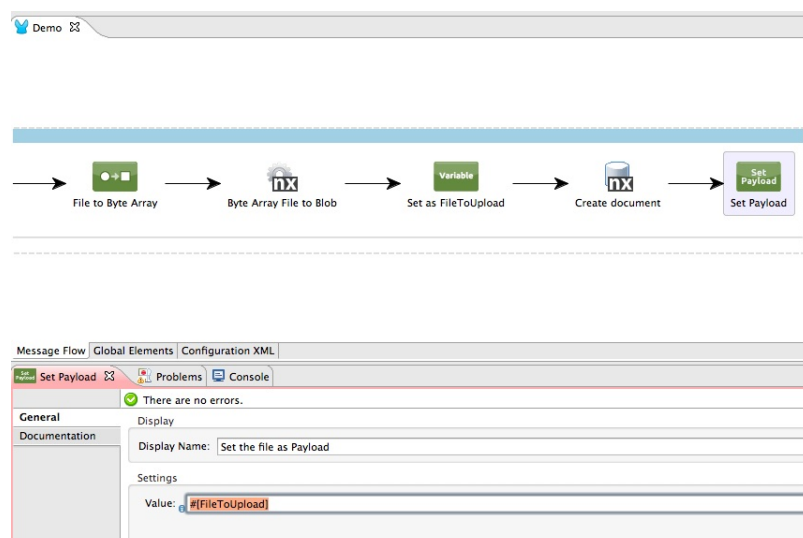 Demo
Variable
Set Payload
nx
nx
File to Byte Array
Byte Array File to Blob
Set as FileToUpload
Create document
Set Payload
Message Flow
Global Elements
Configuration XML
Set Payload
Set Payload
Problems
Console
There are no errors.
General
Documentation
Display
Display Name:
Set the file as Payload
Settings
Value:
#[FileToUpload]